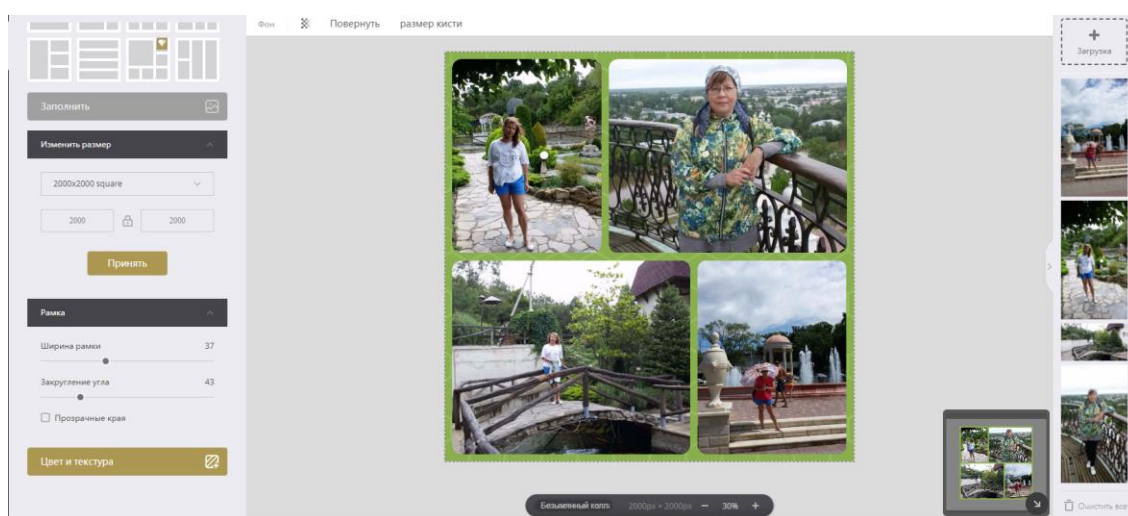 Фон Повернуть размер кисти
Загрузка
Заполнить
Изменить размер
2000x2000 square
2000 2000
Принять
Рамка
Ширина рамки 37
Закругление угла 43
Прозрачные края
Цвет и текстура
Безымянный колл 2000px × 2000px − 30% +
Очистить все